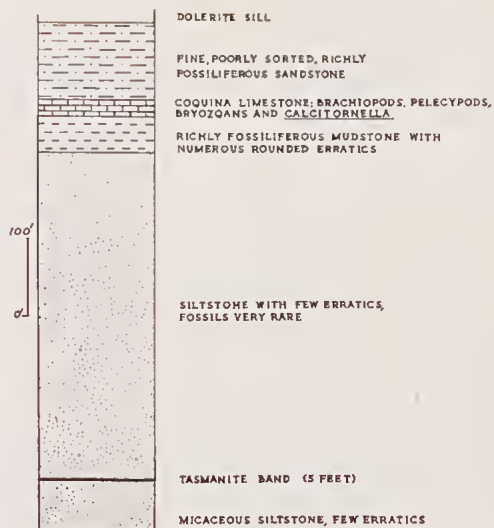 DOLERITE SILL
FINE, POORLY SORTED, RICHLY
FOSSILIFEROUS SANDSTONE
COQUINA LIMESTONE; BRACHIOPODS, PELECYPODS,
BRYOZOANS AND CALCITORNELLA
RICHLY FOSSILIFEROUS MUDSTONE WITH
NUMEROUS ROUNDED ERRATICS
100'
0'
SILTSTONE WITH FEW ERRATICS,
FOSSILS VERY RARE
TASMANITE BAND (5 FEET)
MICACEOUS SILTSTONE, FEW ERRATICS